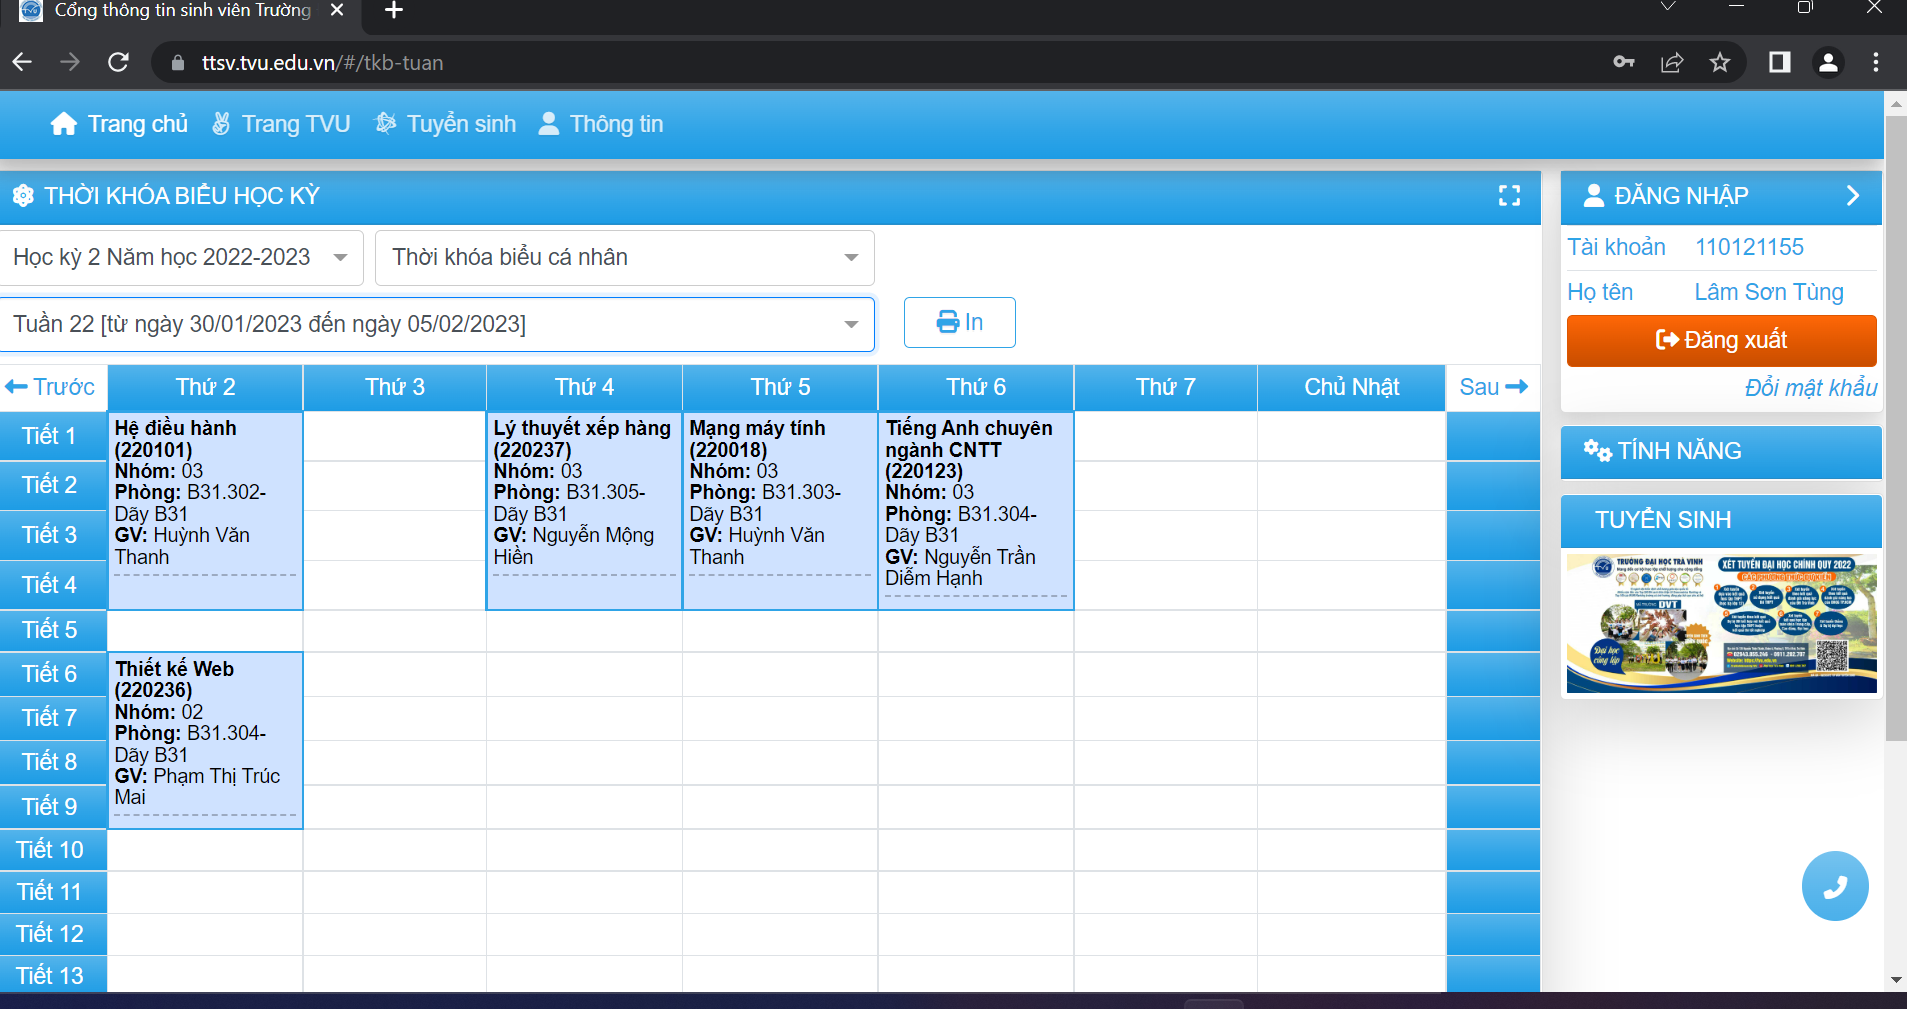 Cổng thông tin sinh viên Trường
ttsv.tvu.edu.vn/#/tkb-tuan
Trang chủ Trang TVU Tuyển sinh Thông tin
THỜI KHÓA BIỂU HỌC KỲ
Học kỳ 2 Năm học 2022-2023
Thời khóa biểu cá nhân
Tuần 22 [từ ngày 30/01/2023 đến ngày 05/02/2023]
In
Trước Thứ 2 Thứ 3 Thứ 4 Thứ 5 Thứ 6 Thứ 7 Chủ Nhật Sau
Tiết 1
Tiết 2
Tiết 3
Tiết 4
Tiết 5
Tiết 6
Tiết 7
Tiết 8
Tiết 9
Tiết 10
Tiết 11
Tiết 12
Tiết 13
Hệ điều hành
(220101)
Nhóm: 03
Phòng: B31.302-
Dãy B31
GV: Huỳnh Văn
Thanh
Thiết kế Web
(220236)
Nhóm: 02
Phòng: B31.304-
Dãy B31
GV: Phạm Thị Trúc
Mai
Lý thuyết xếp hàng
(220237)
Nhóm: 03
Phòng: B31.305-
Dãy B31
GV: Nguyễn Mộng
Hiền
Mạng máy tính
(220018)
Nhóm: 03
Phòng: B31.303-
Dãy B31
GV: Huỳnh Văn
Thanh
Tiếng Anh chuyên
ngành CNTT
(220123)
Nhóm: 03
Phòng: B31.304-
Dãy B31
GV: Nguyễn Trần
Diễm Hạnh
ĐĂNG NHẬP
Tài khoản 110121155
Họ tên Lâm Sơn Tùng
Đăng xuất
Đổi mật khẩu
TÍNH NĂNG
TUYỂN SINH
TRƯỜNG ĐẠI HỌC TRÀ VINH
XÉT TUYỂN ĐẠI HỌC CHÍNH QUY 2022
DVT
Đại học
công lập